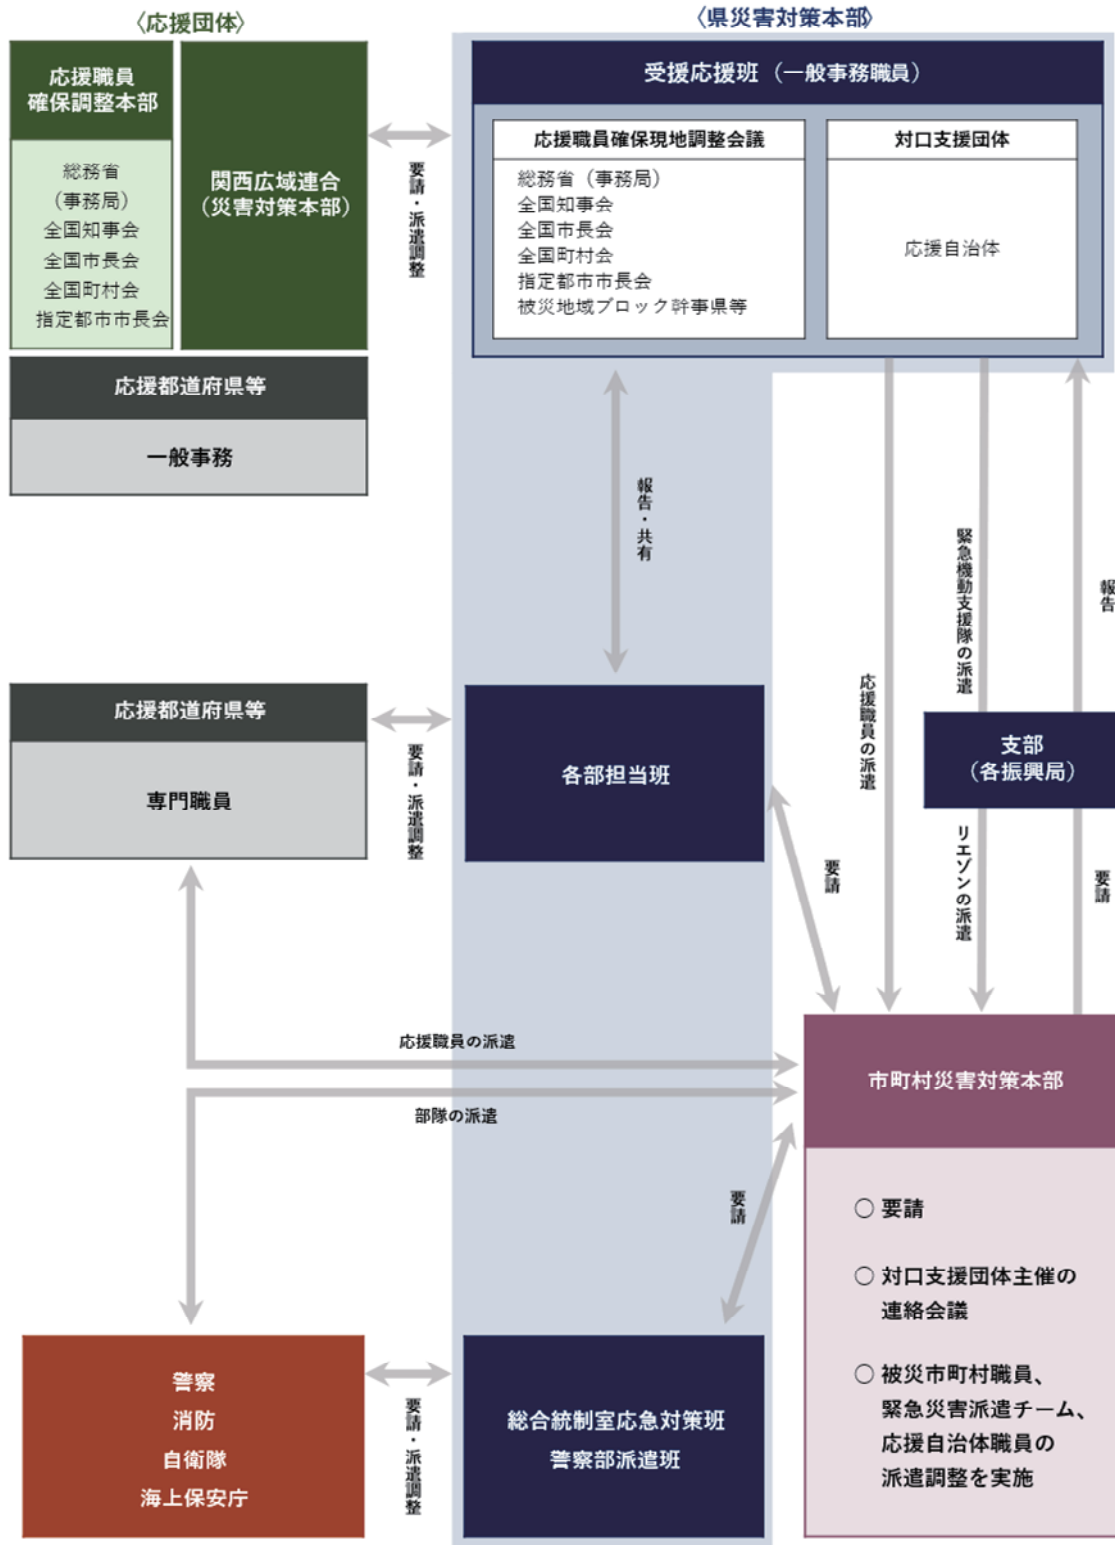 〈応援団体〉
応援職員
確保調整本部
総務省
（事務局）
全国知事会
全国市長会
全国町村会
指定都市市長会
関西広域連合
（災害対策本部）
応援都道府県等
一般事務
要請・派遣調整
〈県災害対策本部〉
受援応援班（一般事務職員）
応援職員確保現地調整会議
総務省（事務局）
全国知事会
全国市長会
全国町村会
指定都市市長会
被災地域ブロック幹事県等
対口支援団体
応援自治体
報告・共有
応援職員の派遣
緊急機動支援隊の派遣
報告
応援都道府県等
専門職員
要請・派遣調整
各部担当班
支部
（各振興局）
要請
リエゾンの派遣
要請
応援職員の派遣
部隊の派遣
要請
市町村災害対策本部
○ 要請
○ 対口支援団体主催の
連絡会議
○ 被災市町村職員、
緊急災害派遣チーム、
応援自治体職員の
派遣調整を実施
警察
消防
自衛隊
海上保安庁
要請・派遣調整
総合統制室応急対策班
警察部派遣班